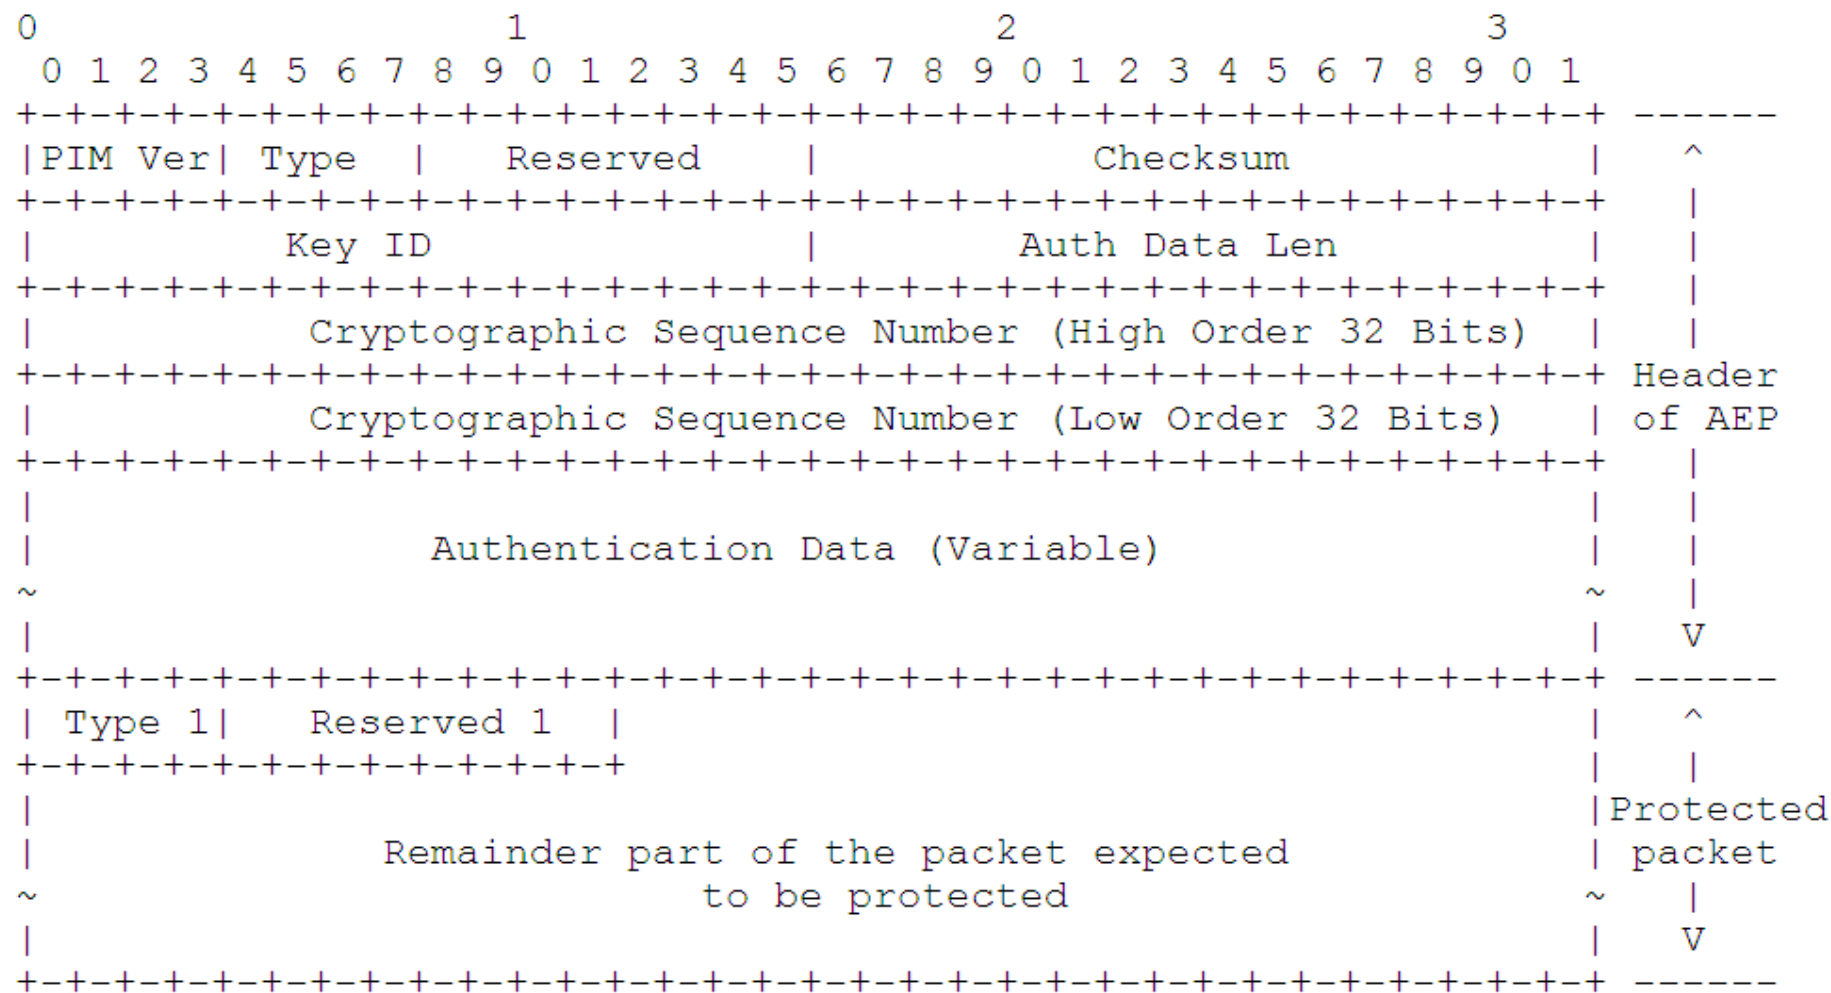 0                   1                   2                   3
 0 1 2 3 4 5 6 7 8 9 0 1 2 3 4 5 6 7 8 9 0 1 2 3 4 5 6 7 8 9 0 1
+-+-+-+-+-+-+-+-+-+-+-+-+-+-+-+-+-+-+-+-+-+-+-+-+-+-+-+-+-+-+-+-+ ------
|PIM Ver| Type  |   Reserved    |           Checksum            |   ^
+-+-+-+-+-+-+-+-+-+-+-+-+-+-+-+-+-+-+-+-+-+-+-+-+-+-+-+-+-+-+-+-+   |
|          Key ID               |        Auth Data Len          |   |
+-+-+-+-+-+-+-+-+-+-+-+-+-+-+-+-+-+-+-+-+-+-+-+-+-+-+-+-+-+-+-+-+   |
|           Cryptographic Sequence Number (High Order 32 Bits)  |   |
+-+-+-+-+-+-+-+-+-+-+-+-+-+-+-+-+-+-+-+-+-+-+-+-+-+-+-+-+-+-+-+-+ Header
|           Cryptographic Sequence Number (Low Order 32 Bits)   | of AEP
+-+-+-+-+-+-+-+-+-+-+-+-+-+-+-+-+-+-+-+-+-+-+-+-+-+-+-+-+-+-+-+-+   |
|                                                               |   |
|                Authentication Data (Variable)                 |   |
~                                                               ~   |
|                                                               |   V
+-+-+-+-+-+-+-+-+-+-+-+-+-+-+-+-+-+-+-+-+-+-+-+-+-+-+-+-+-+-+-+-+ ------
| Type 1|   Reserved 1  |                                       |   ^
+-+-+-+-+-+-+-+-+-+-+-+-+                                       |   |
|                                                               |Protected
|              Remainder part of the packet expected            | packet
~                           to be protected                     ~   |
|                                                               |   V
+-+-+-+-+-+-+-+-+-+-+-+-+-+-+-+-+-+-+-+-+-+-+-+-+-+-+-+-+-+-+-+-+ ------